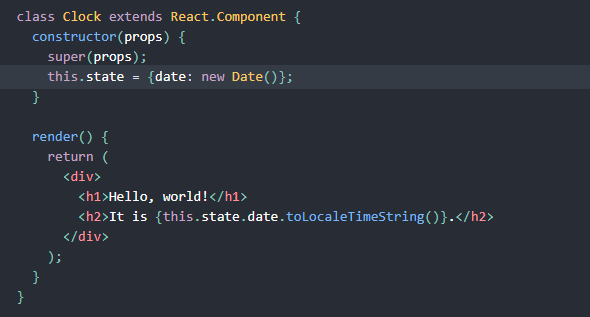 class Clock extends React.Component {
  constructor(props) {
    super(props);
    this.state = {date: new Date()};
  }

  render() {
    return (
      <div>
        <h1>Hello, world!</h1>
        <h2>It is {this.state.date.toLocaleTimeString()}.</h2>
      </div>
    );
  }
}